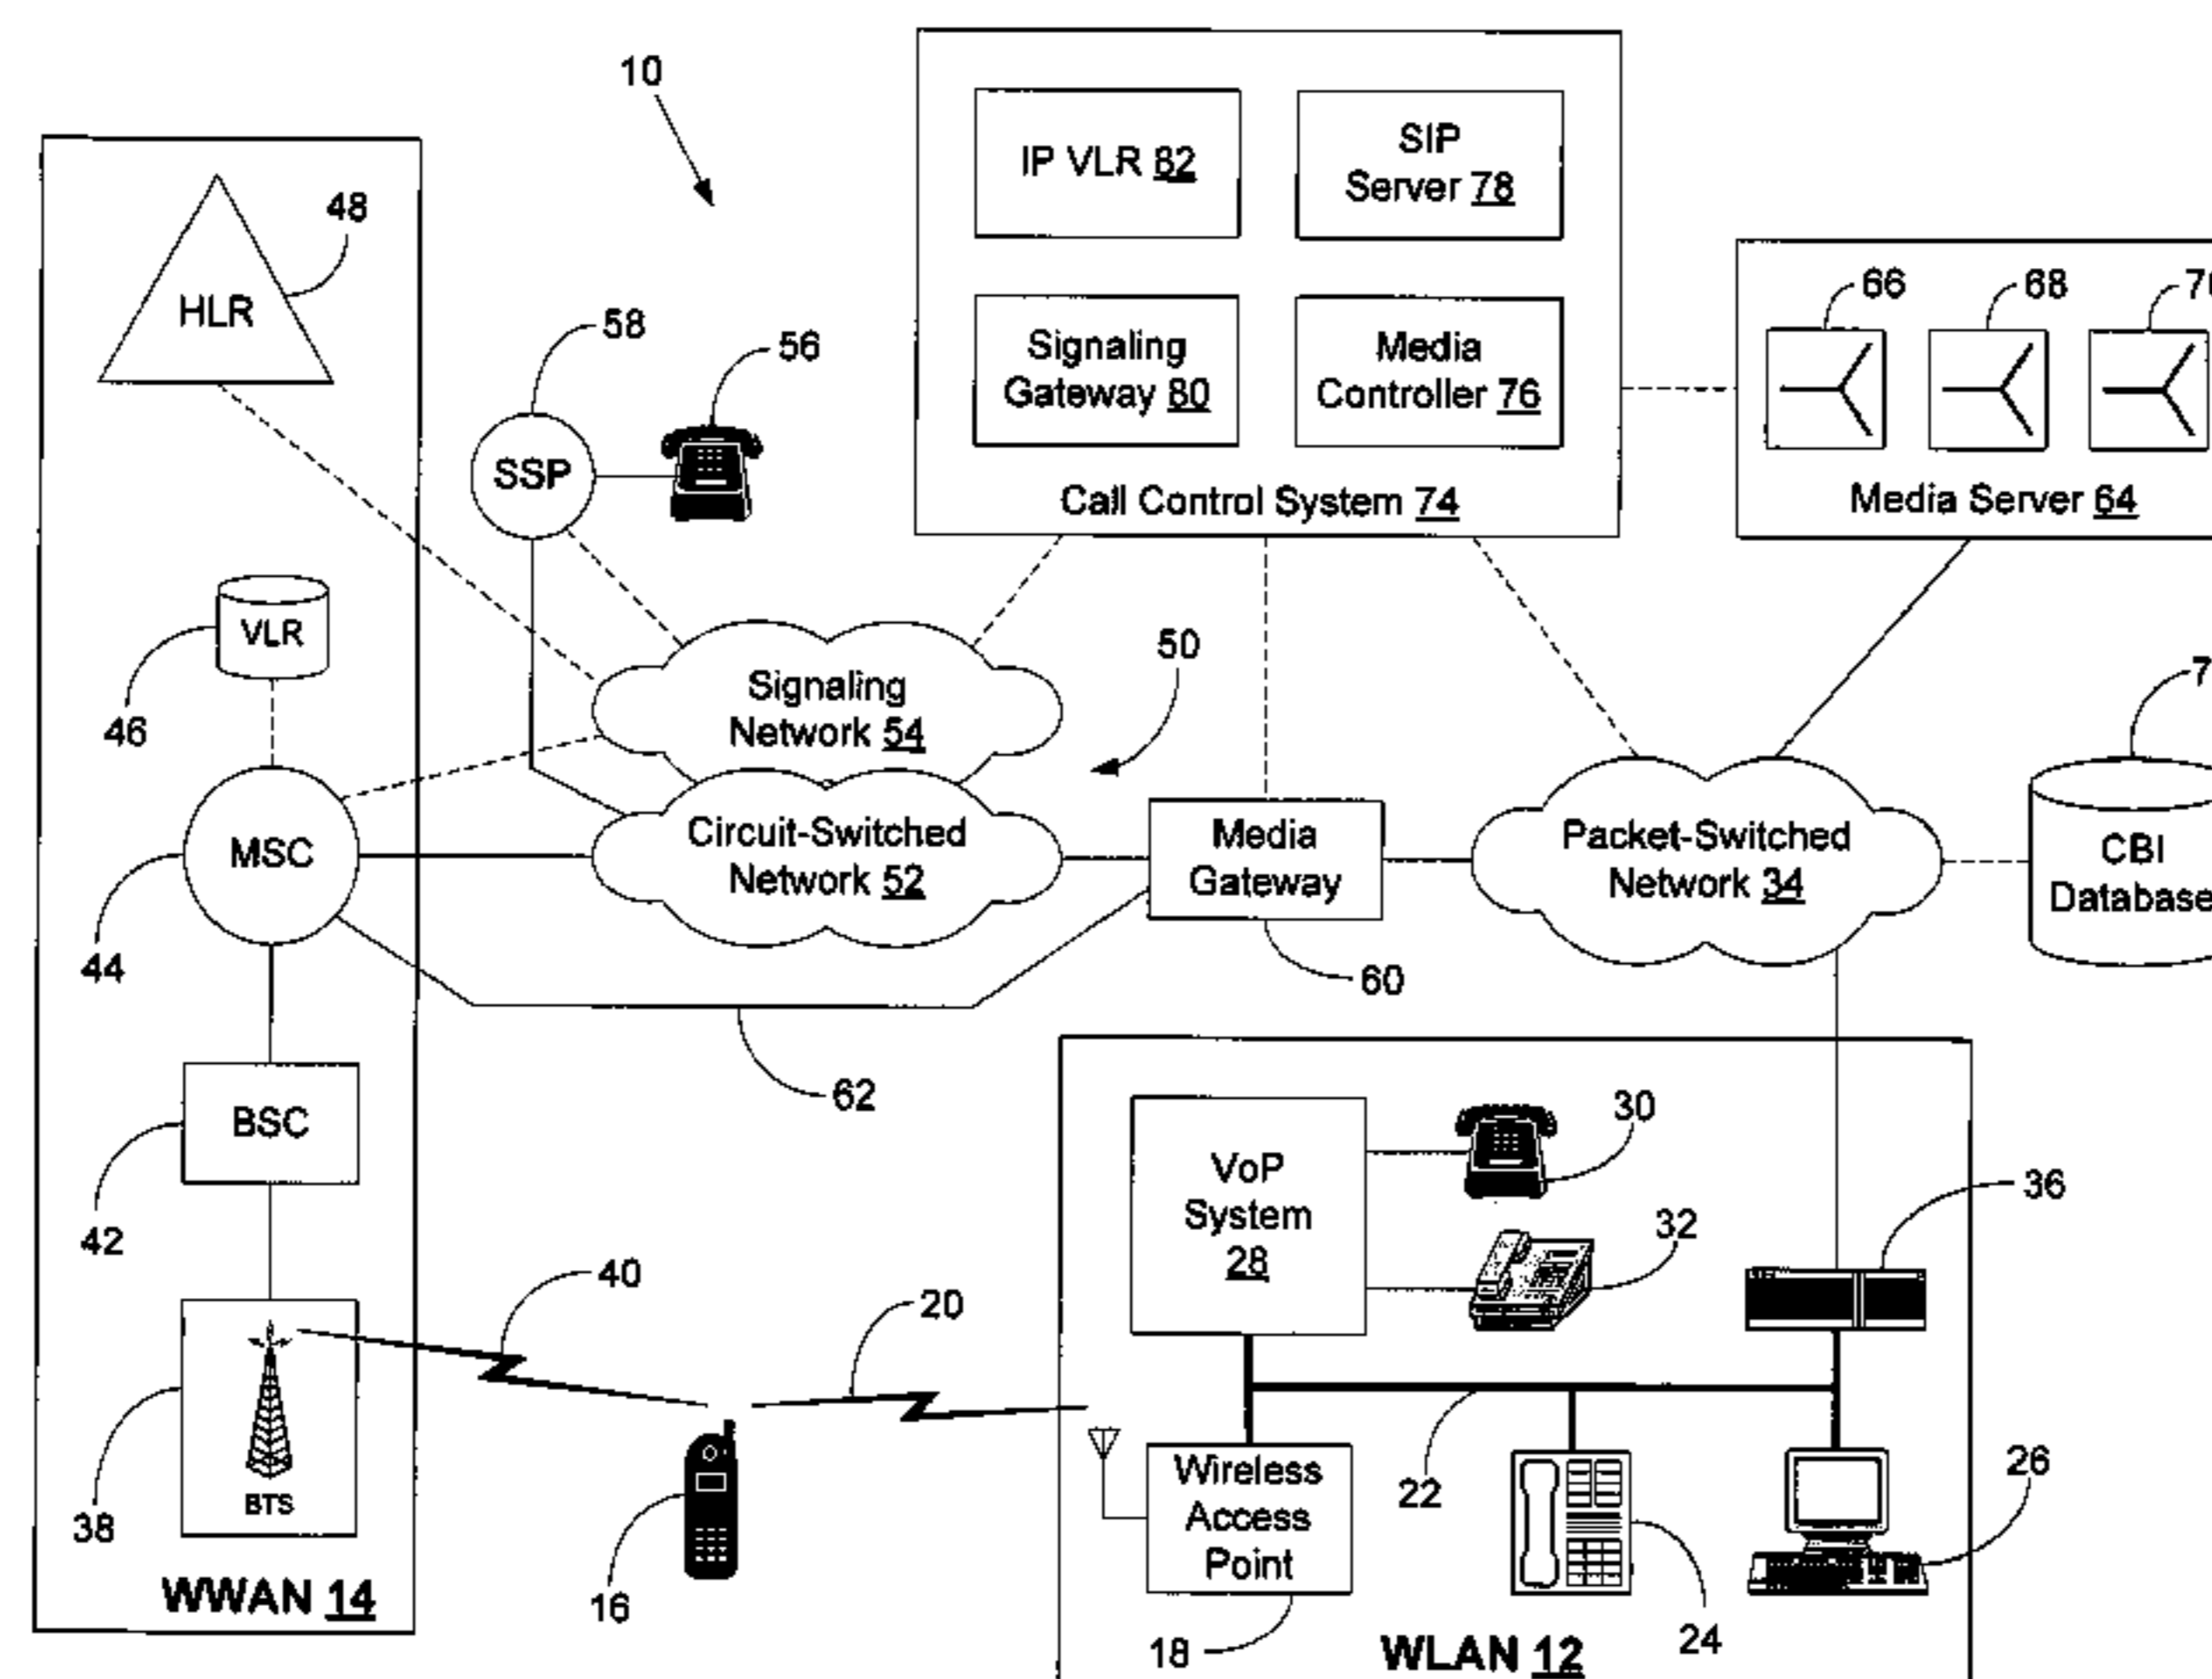 10
IP VLR 82
SIP
Server 78
48
HLR
66
68
58
56
Signaling
Gateway 80
Media
Controller 76
SSP
Call Control System 74
Media Server 64
VLR
50
46
Signaling
Network 54
MSC
Circuit-Switched
Network 52
Media
Gateway
Packet-Switched
Network 34
CBI
Database
44
60
62
BSC
30
VoP
System
28
36
42
32
40
20
Wireless
Access
Point
22
26
38
BTS
WWAN 14
16
18
WLAN 12
24